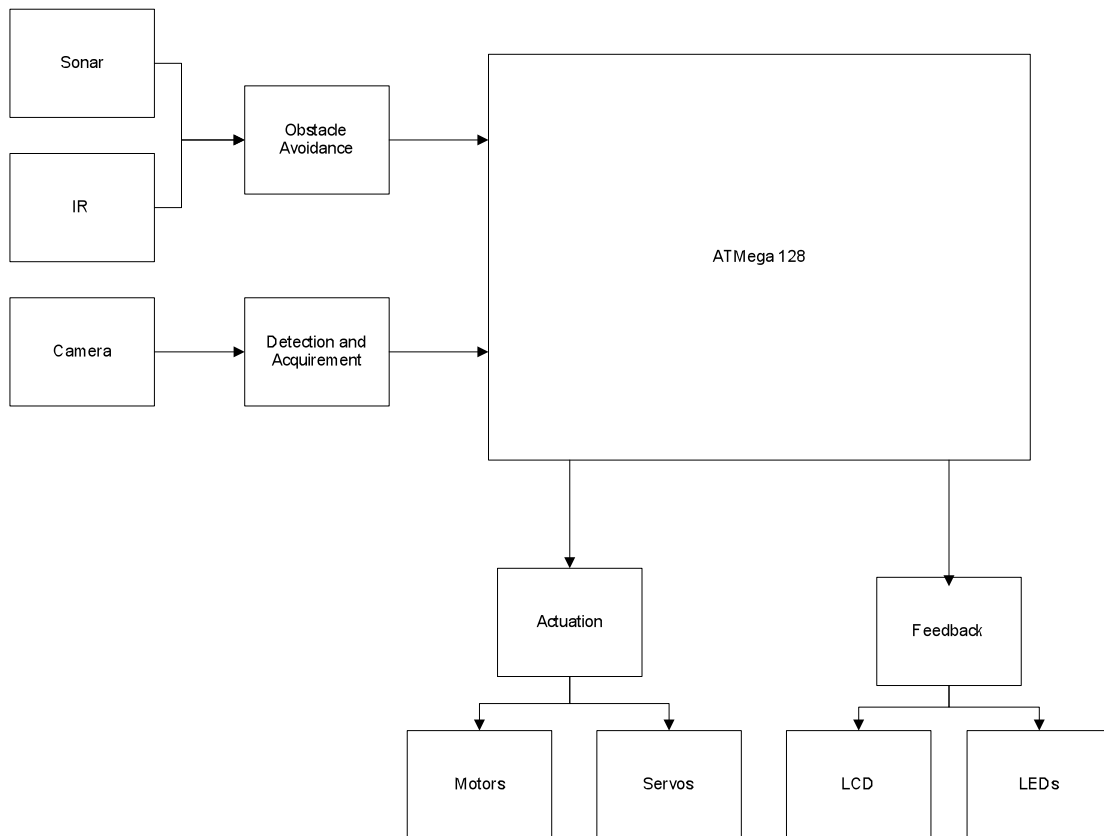 Sonar
Obstacle
Avoidance
IR
ATMega 128
Camera
Detection and
Acquirement
Actuation
Feedback
Motors
Servos
LCD
LEDs